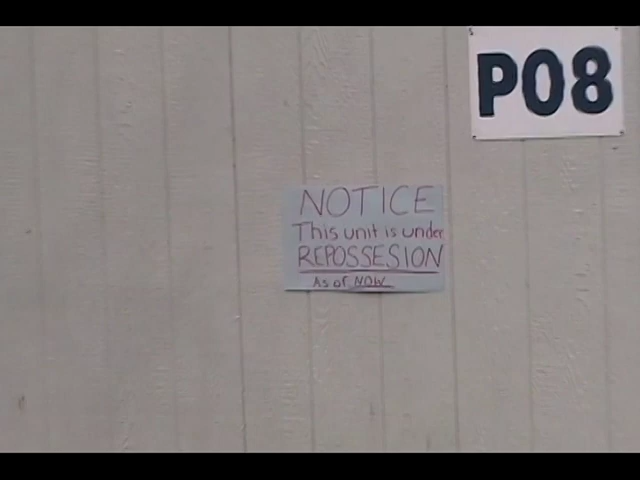 P08
NOTICE
This unit is under
REPOSSESION
As of NOW